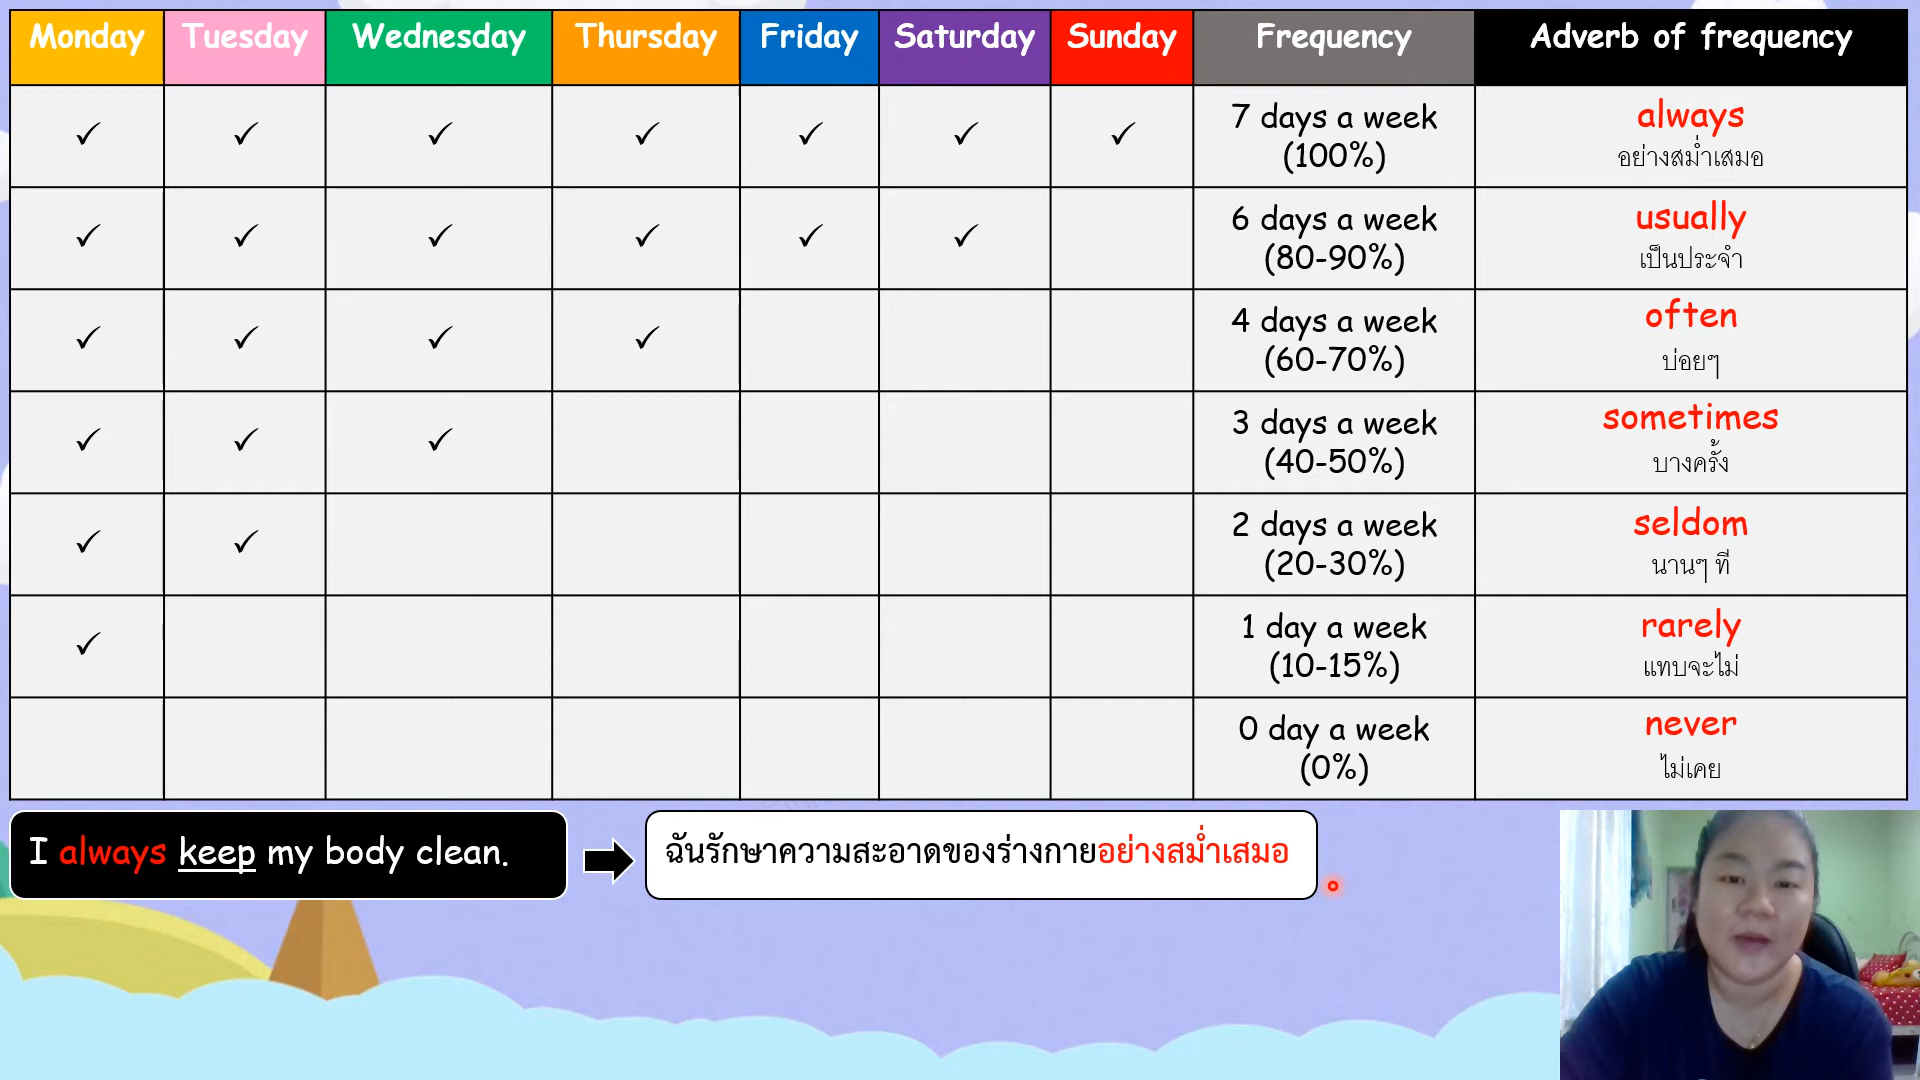 Monday Tuesday Wednesday Thursday Friday Saturday Sunday Frequency Adverb of frequency
✓ ✓ ✓ ✓ ✓ ✓ ✓ 7 days a week always
(100%) อย่างสม่ำเสมอ
✓ ✓ ✓ ✓ ✓ ✓ 6 days a week usually
(80-90%) เป็นประจำ
✓ ✓ ✓ ✓ 4 days a week often
(60-70%) บ่อยๆ
✓ ✓ ✓ 3 days a week sometimes
(40-50%) บางครั้ง
✓ ✓ 2 days a week seldom
(20-30%) นานๆ ที
✓ 1 day a week rarely
(10-15%) แทบจะไม่
0 day a week never
(0%) ไม่เคย
I always keep my body clean.
ฉันรักษาความสะอาดของร่างกายอย่างสม่ำเสมอ